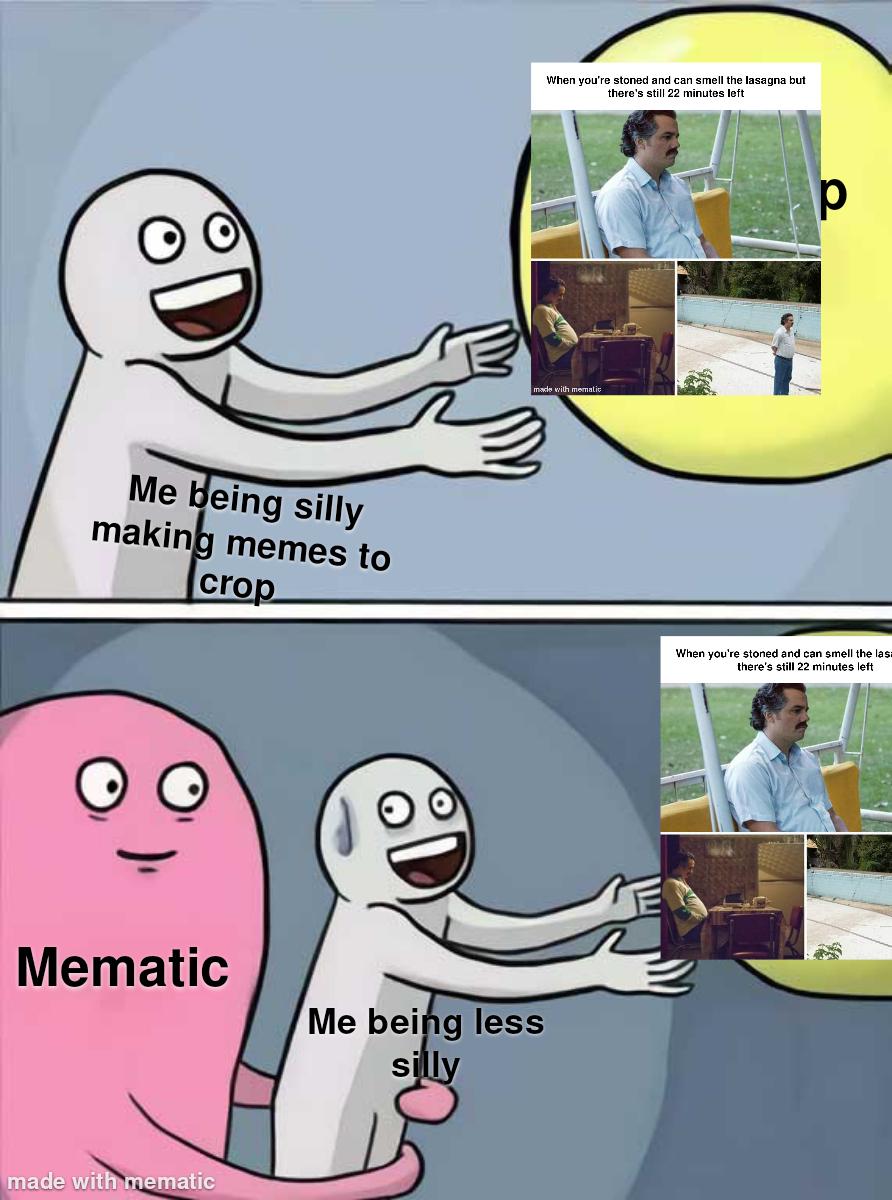 When you're stoned and can smell the lasagna but
there's still 22 minutes left
p
made with mematic
Me being silly
making memes to
crop
When you're stoned and can smell the las
there's still 22 minutes left
Mematic
Me being less
silly
made with mematic